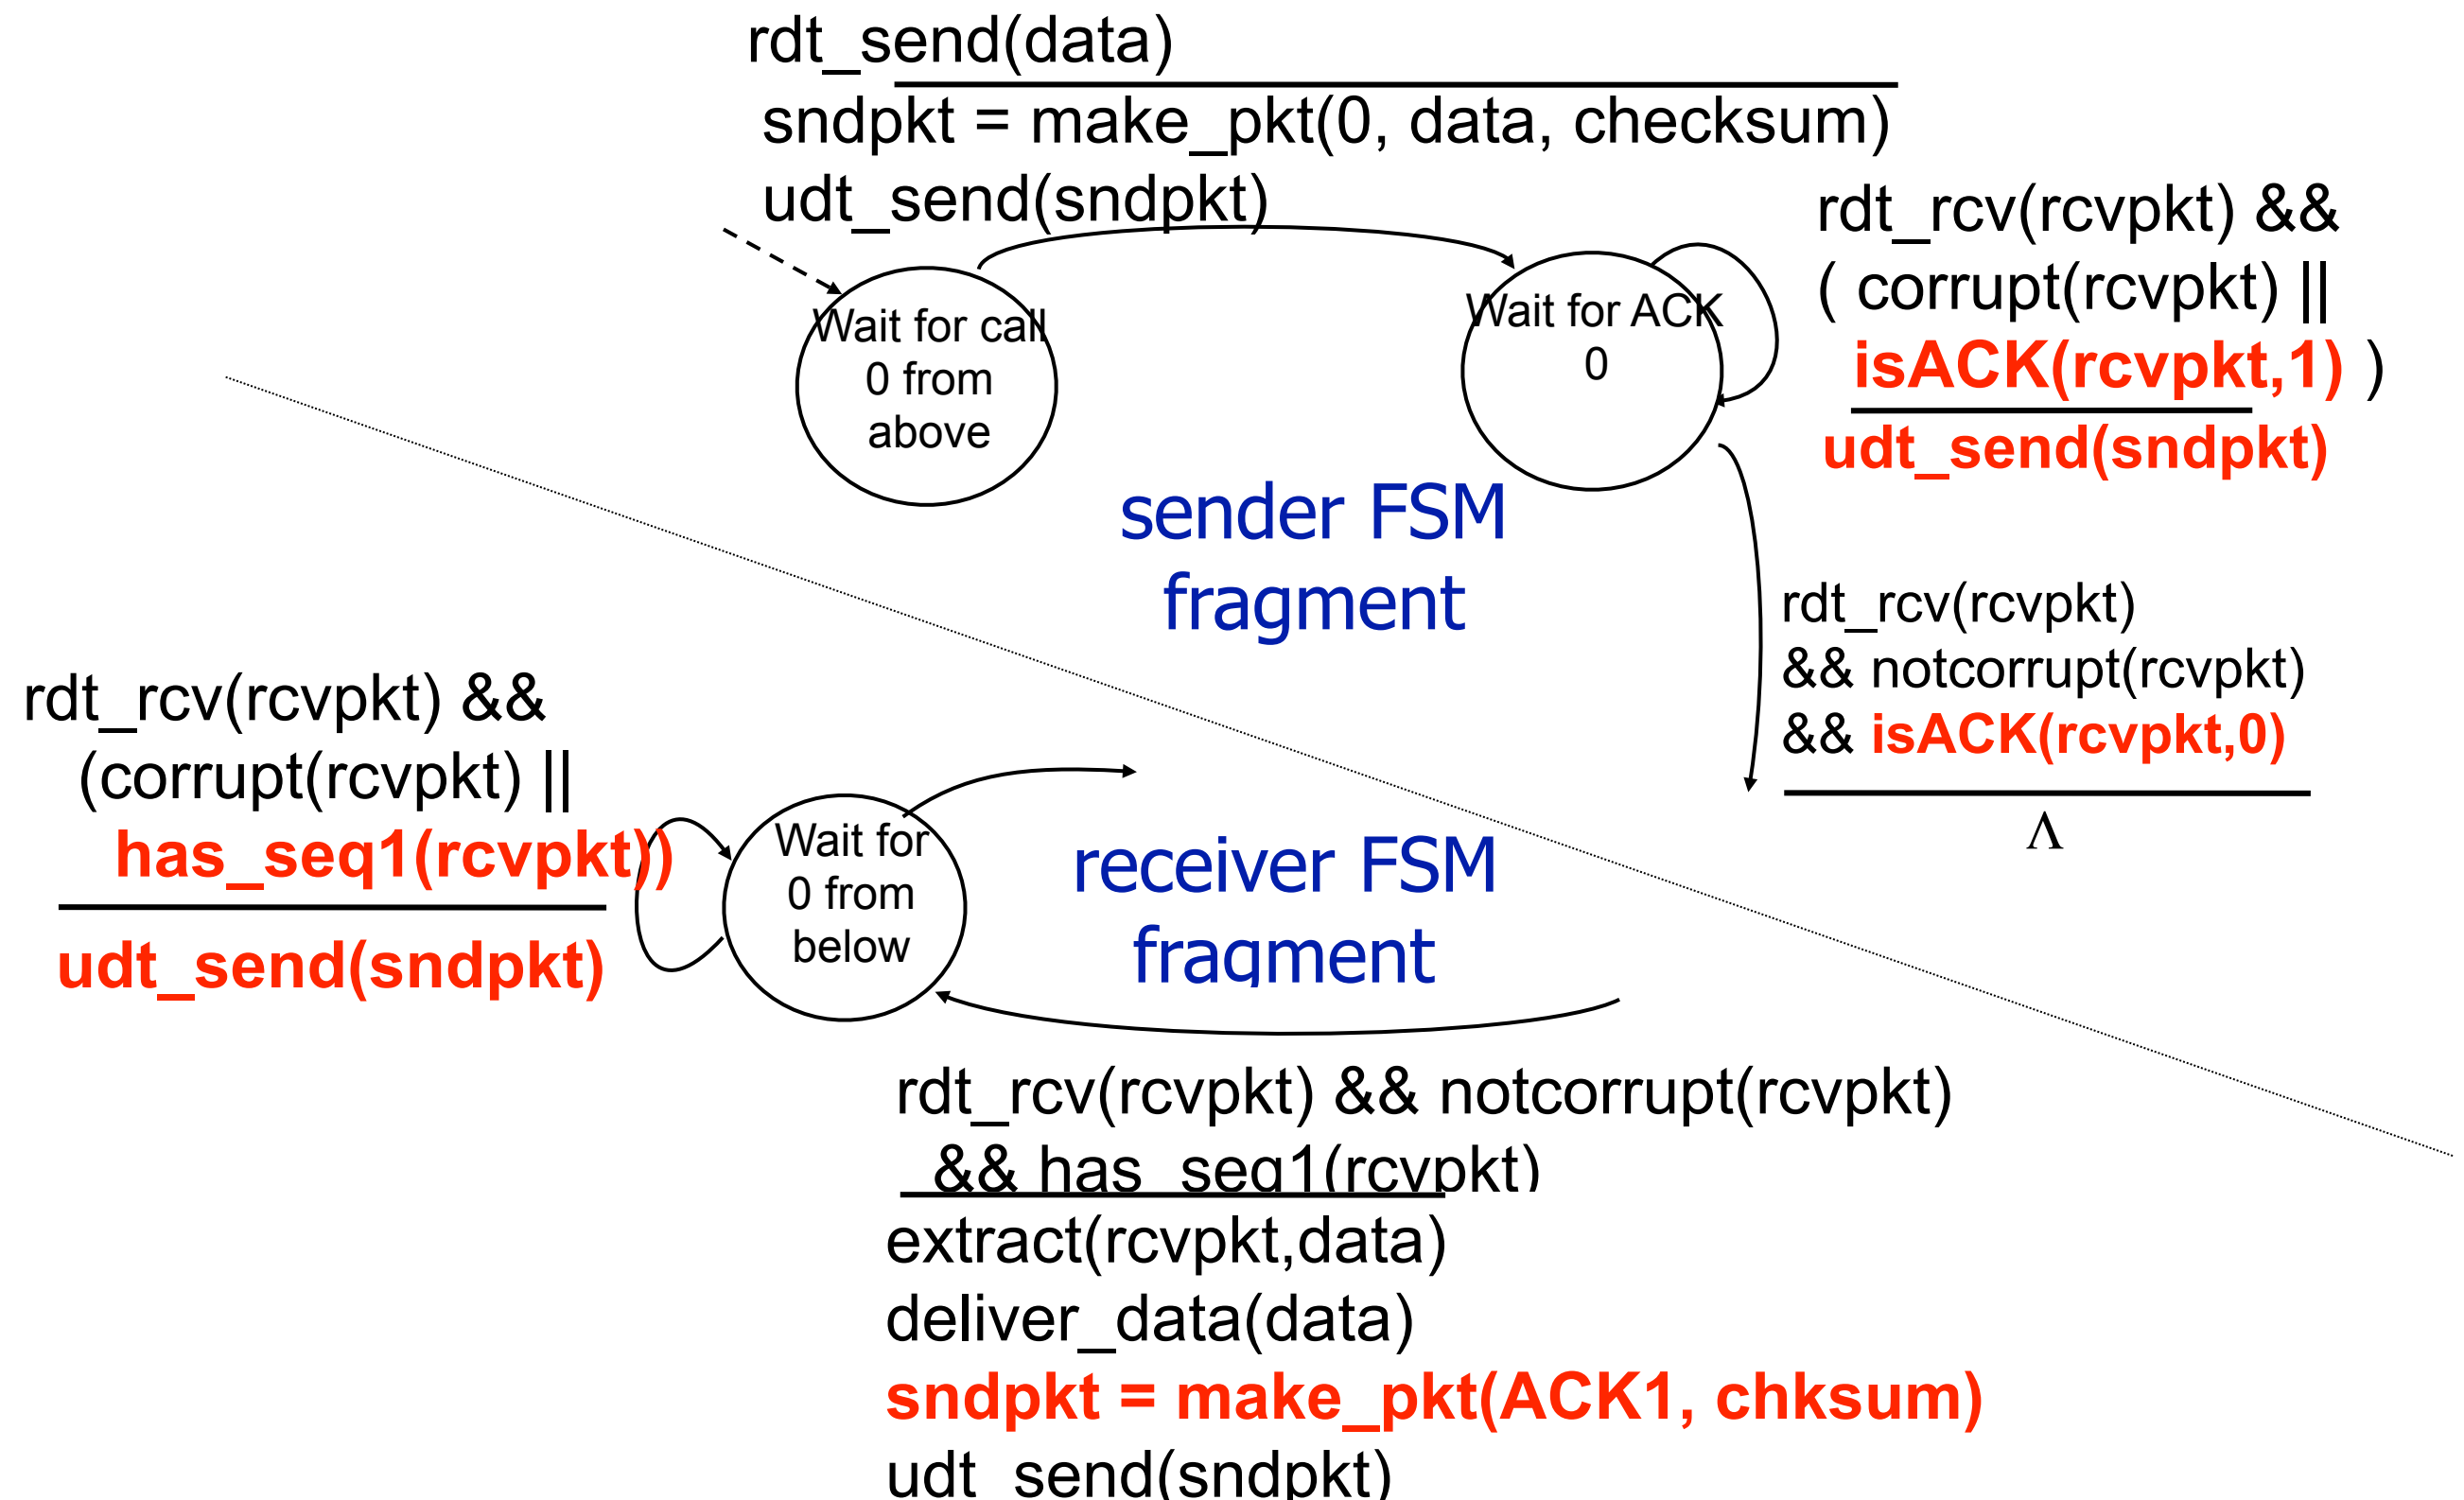 rdt_send(data)
sndpkt = make_pkt(0, data, checksum)
udt_send(sndpkt)
rdt_rcv(rcvpkt) &&
( corrupt(rcvpkt) ||
isACK(rcvpkt,1) )
udt_send(sndpkt)
Wait for call
0 from
above
Wait for ACK
0
sender FSM
fragment
rdt_rcv(rcvpkt)
&& notcorrupt(rcvpkt)
&& isACK(rcvpkt,0)
Λ
rdt_rcv(rcvpkt) &&
(corrupt(rcvpkt) ||
has_seq1(rcvpkt))
udt_send(sndpkt)
Wait for
0 from
below
receiver FSM
fragment
rdt_rcv(rcvpkt) && notcorrupt(rcvpkt)
&& has_seq1(rcvpkt)
extract(rcvpkt,data)
deliver_data(data)
sndpkt = make_pkt(ACK1, chksum)
udt_send(sndpkt)